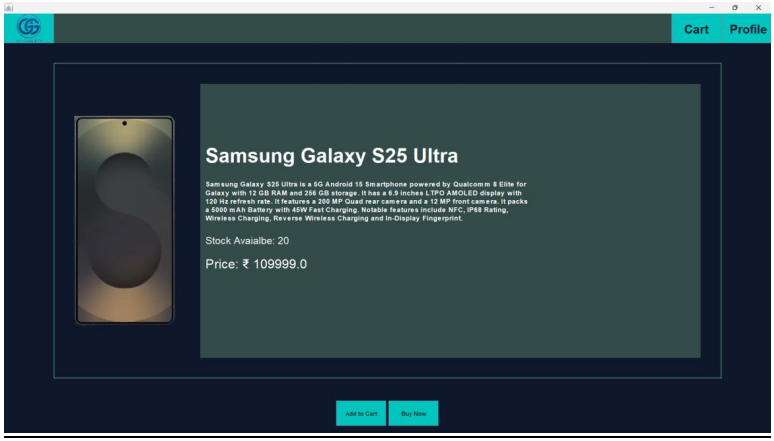 Cart Profile
Samsung Galaxy S25 Ultra
Samsung Galaxy S25 Ultra is a 5G Android 15 Smartphone powered by Qualcomm 8 Elite for
Galaxy with 12 GB RAM and 256 GB storage. It has a 6.9 inches LTPO AMOLED display with
120 Hz refresh rate. It features a 200 MP Quad rear camera and a 12 MP front camera. It packs
a 5000 mAh Battery with 45W Fast Charging. Notable features include NFC, IP68 Rating,
Wireless Charging, Reverse Wireless Charging and In-Display Fingerprint.
Stock Avaialbe: 20
Price: ₹ 109999.0
Add to Cart Buy Now